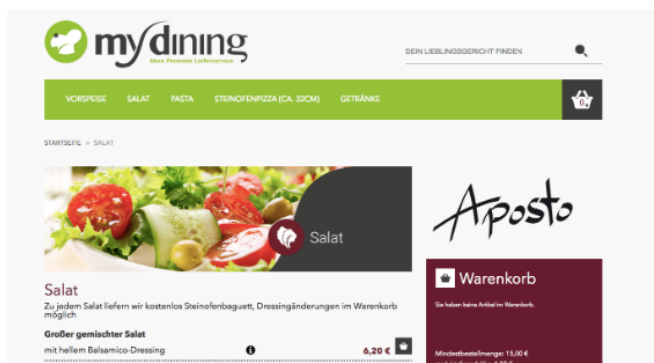 mydining
Mein Premium Lieferservice
DEIN LIEBLINGSGERICHT FINDEN
VORSPEISE SALAT PASTA STEINOFENPIZZA (CA. 32CM) GETRÄNKE
0
STARTSEITE » SALAT
Salat
Aposto
Salat
Zu jedem Salat liefern wir kostenlos Steinofenbaguett, Dressingänderungen im Warenkorb
möglich
Großer gemischter Salat
mit hellem Balsamico-Dressing
6,20 €
Warenkorb
Sie haben keine Artikel im Warenkorb.
Mindestbestellmenge: 15,00 €